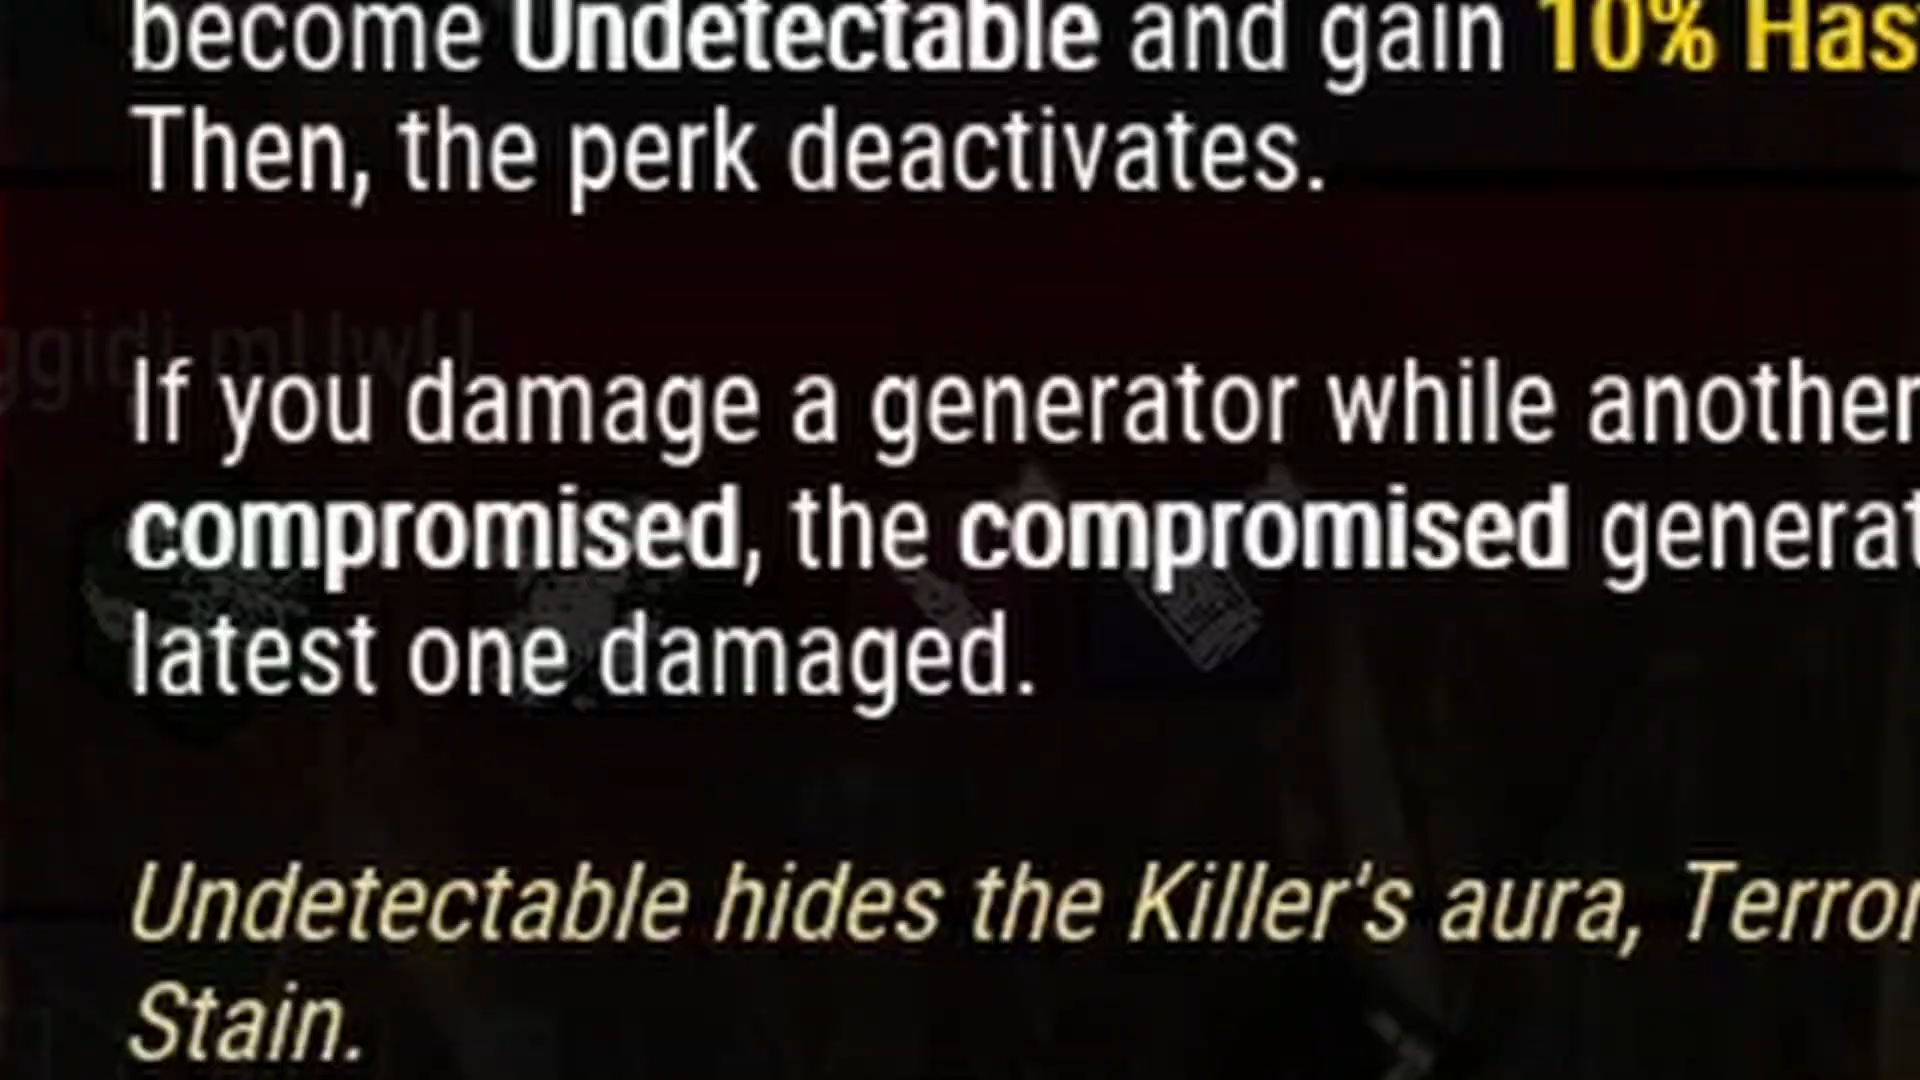 become Undetectable and gain 10% Has
Then, the perk deactivates.
If you damage a generator while another
compromised, the compromised generat
latest one damaged.
Undetectable hides the Killer's aura, Terror
Stain.